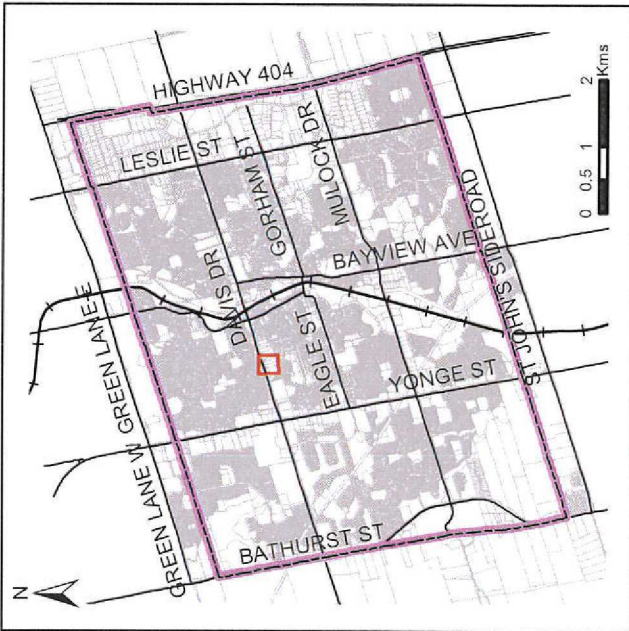 N
HIGHWAY 404
LESLIE ST
GORHAM ST
MULOCK DR
GREEN LANE E
DAVIS DR
BAYVIEW AVE
ST JOHN'S SIDEROAD
GREEN LANE W
EAGLE ST
YONGE ST
BATHURST ST
0 0.5 1 2
Kms